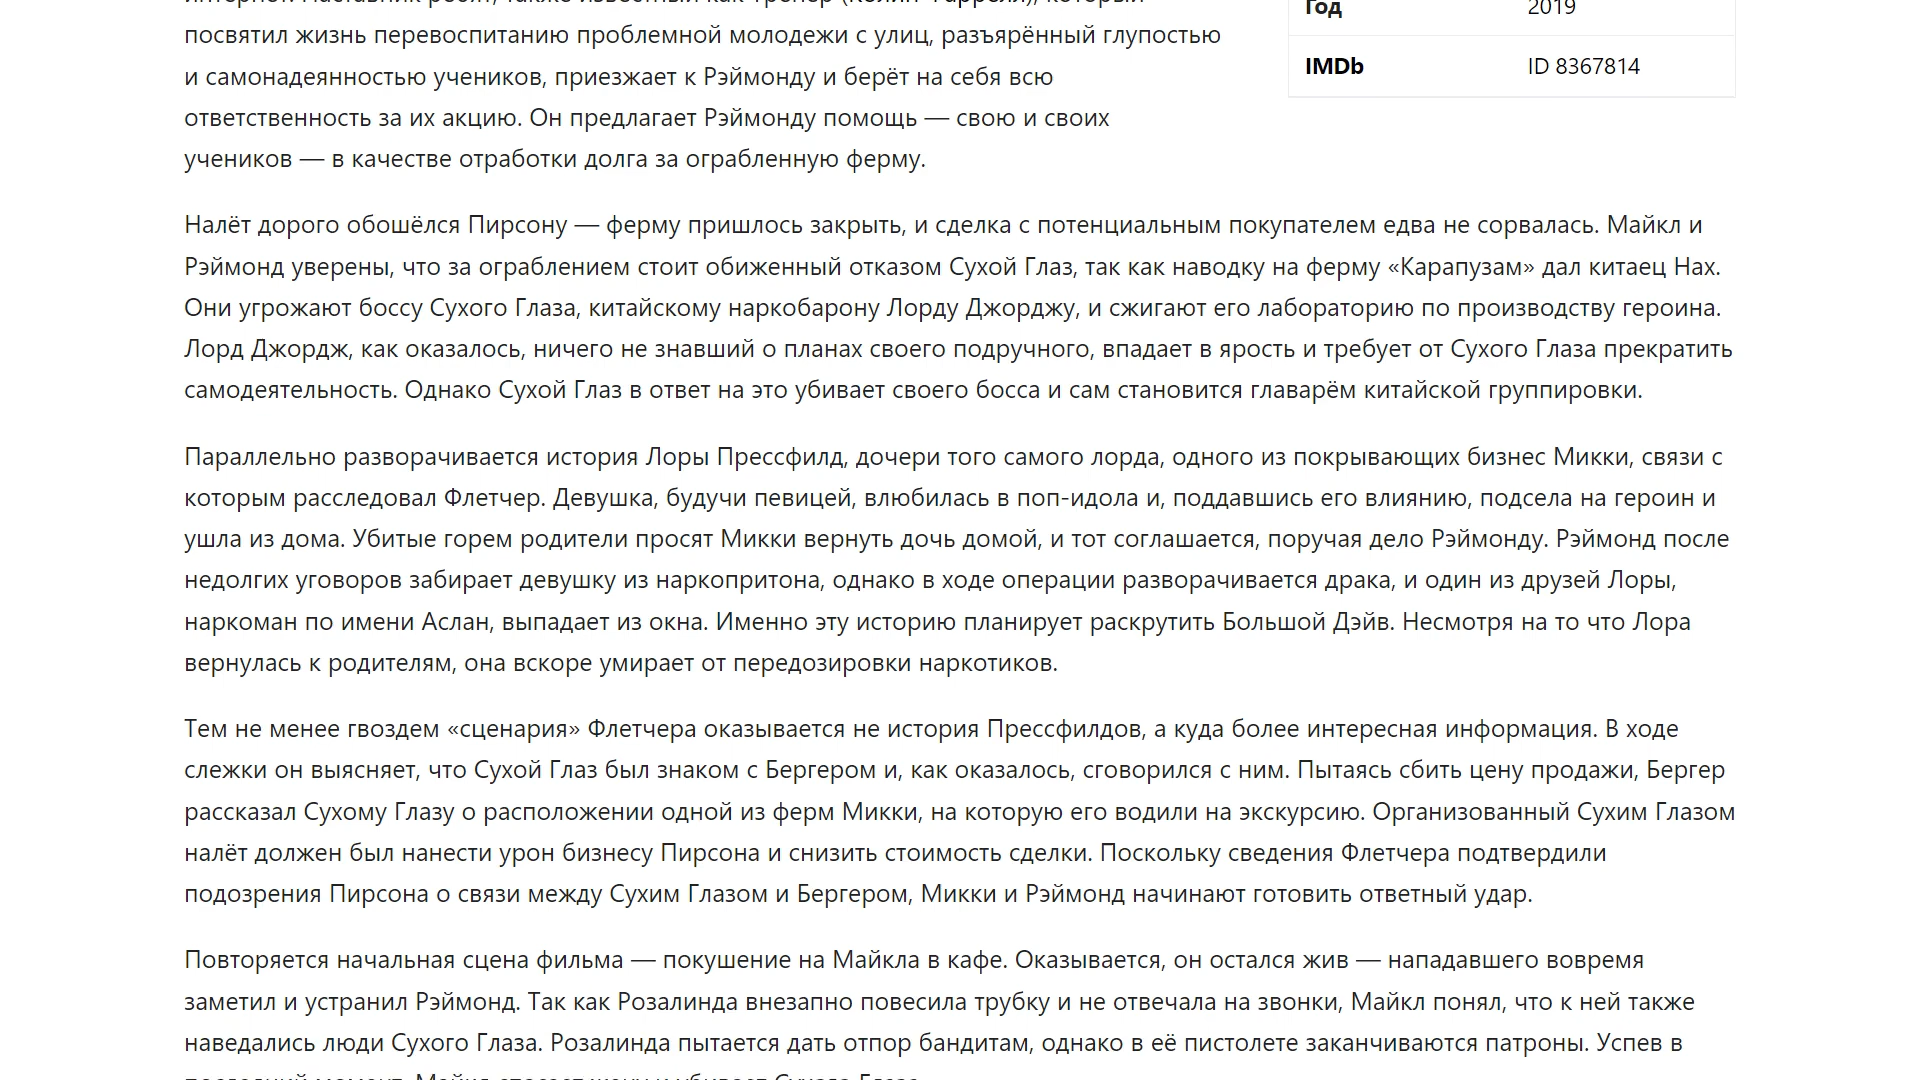 посвятил жизнь перевоспитанию проблемной молодежи с улиц, разъярённый глупостью
и самонадеянностью учеников, приезжает к Рэймонду и берёт на себя всю
ответственность за их акцию. Он предлагает Рэймонду помощь — свою и своих
учеников — в качестве отработки долга за ограбленную ферму.
Год 2019
IMDb ID 8367814
Налёт дорого обошёлся Пирсону — ферму пришлось закрыть, и сделка с потенциальным покупателем едва не сорвалась. Майкл и
Рэймонд уверены, что за ограблением стоит обиженный отказом Сухой Глаз, так как наводку на ферму «Карапузам» дал китаец Нах.
Они угрожают боссу Сухого Глаза, китайскому наркобарону Лорду Джорджу, и сжигают его лабораторию по производству героина.
Лорд Джордж, как оказалось, ничего не знавший о планах своего подручного, впадает в ярость и требует от Сухого Глаза прекратить
самодеятельность. Однако Сухой Глаз в ответ на это убивает своего босса и сам становится главарём китайской группировки.
Параллельно разворачивается история Лоры Прессфилд, дочери того самого лорда, одного из покрывающих бизнес Микки, связи с
которым расследовал Флетчер. Девушка, будучи певицей, влюбилась в поп-идола и, поддавшись его влиянию, подсела на героин и
ушла из дома. Убитые горем родители просят Микки вернуть дочь домой, и тот соглашается, поручая дело Рэймонду. Рэймонд после
недолгих уговоров забирает девушку из наркопритона, однако в ходе операции разворачивается драка, и один из друзей Лоры,
наркоман по имени Аслан, выпадает из окна. Именно эту историю планирует раскрутить Большой Дэйв. Несмотря на то что Лора
вернулась к родителям, она вскоре умирает от передозировки наркотиков.
Тем не менее гвоздем «сценария» Флетчера оказывается не история Прессфилдов, а куда более интересная информация. В ходе
слежки он выясняет, что Сухой Глаз был знаком с Бергером и, как оказалось, сговорился с ним. Пытаясь сбить цену продажи, Бергер
рассказал Сухому Глазу о расположении одной из ферм Микки, на которую его водили на экскурсию. Организованный Сухим Глазом
налёт должен был нанести урон бизнесу Пирсона и снизить стоимость сделки. Поскольку сведения Флетчера подтвердили
подозрения Пирсона о связи между Сухим Глазом и Бергером, Микки и Рэймонд начинают готовить ответный удар.
Повторяется начальная сцена фильма — покушение на Майкла в кафе. Оказывается, он остался жив — нападавшего вовремя
заметил и устранил Рэймонд. Так как Розалинда внезапно повесила трубку и не отвечала на звонки, Майкл понял, что к ней также
наведались люди Сухого Глаза. Розалинда пытается дать отпор бандитам, однако в её пистолете заканчиваются патроны. Успев в